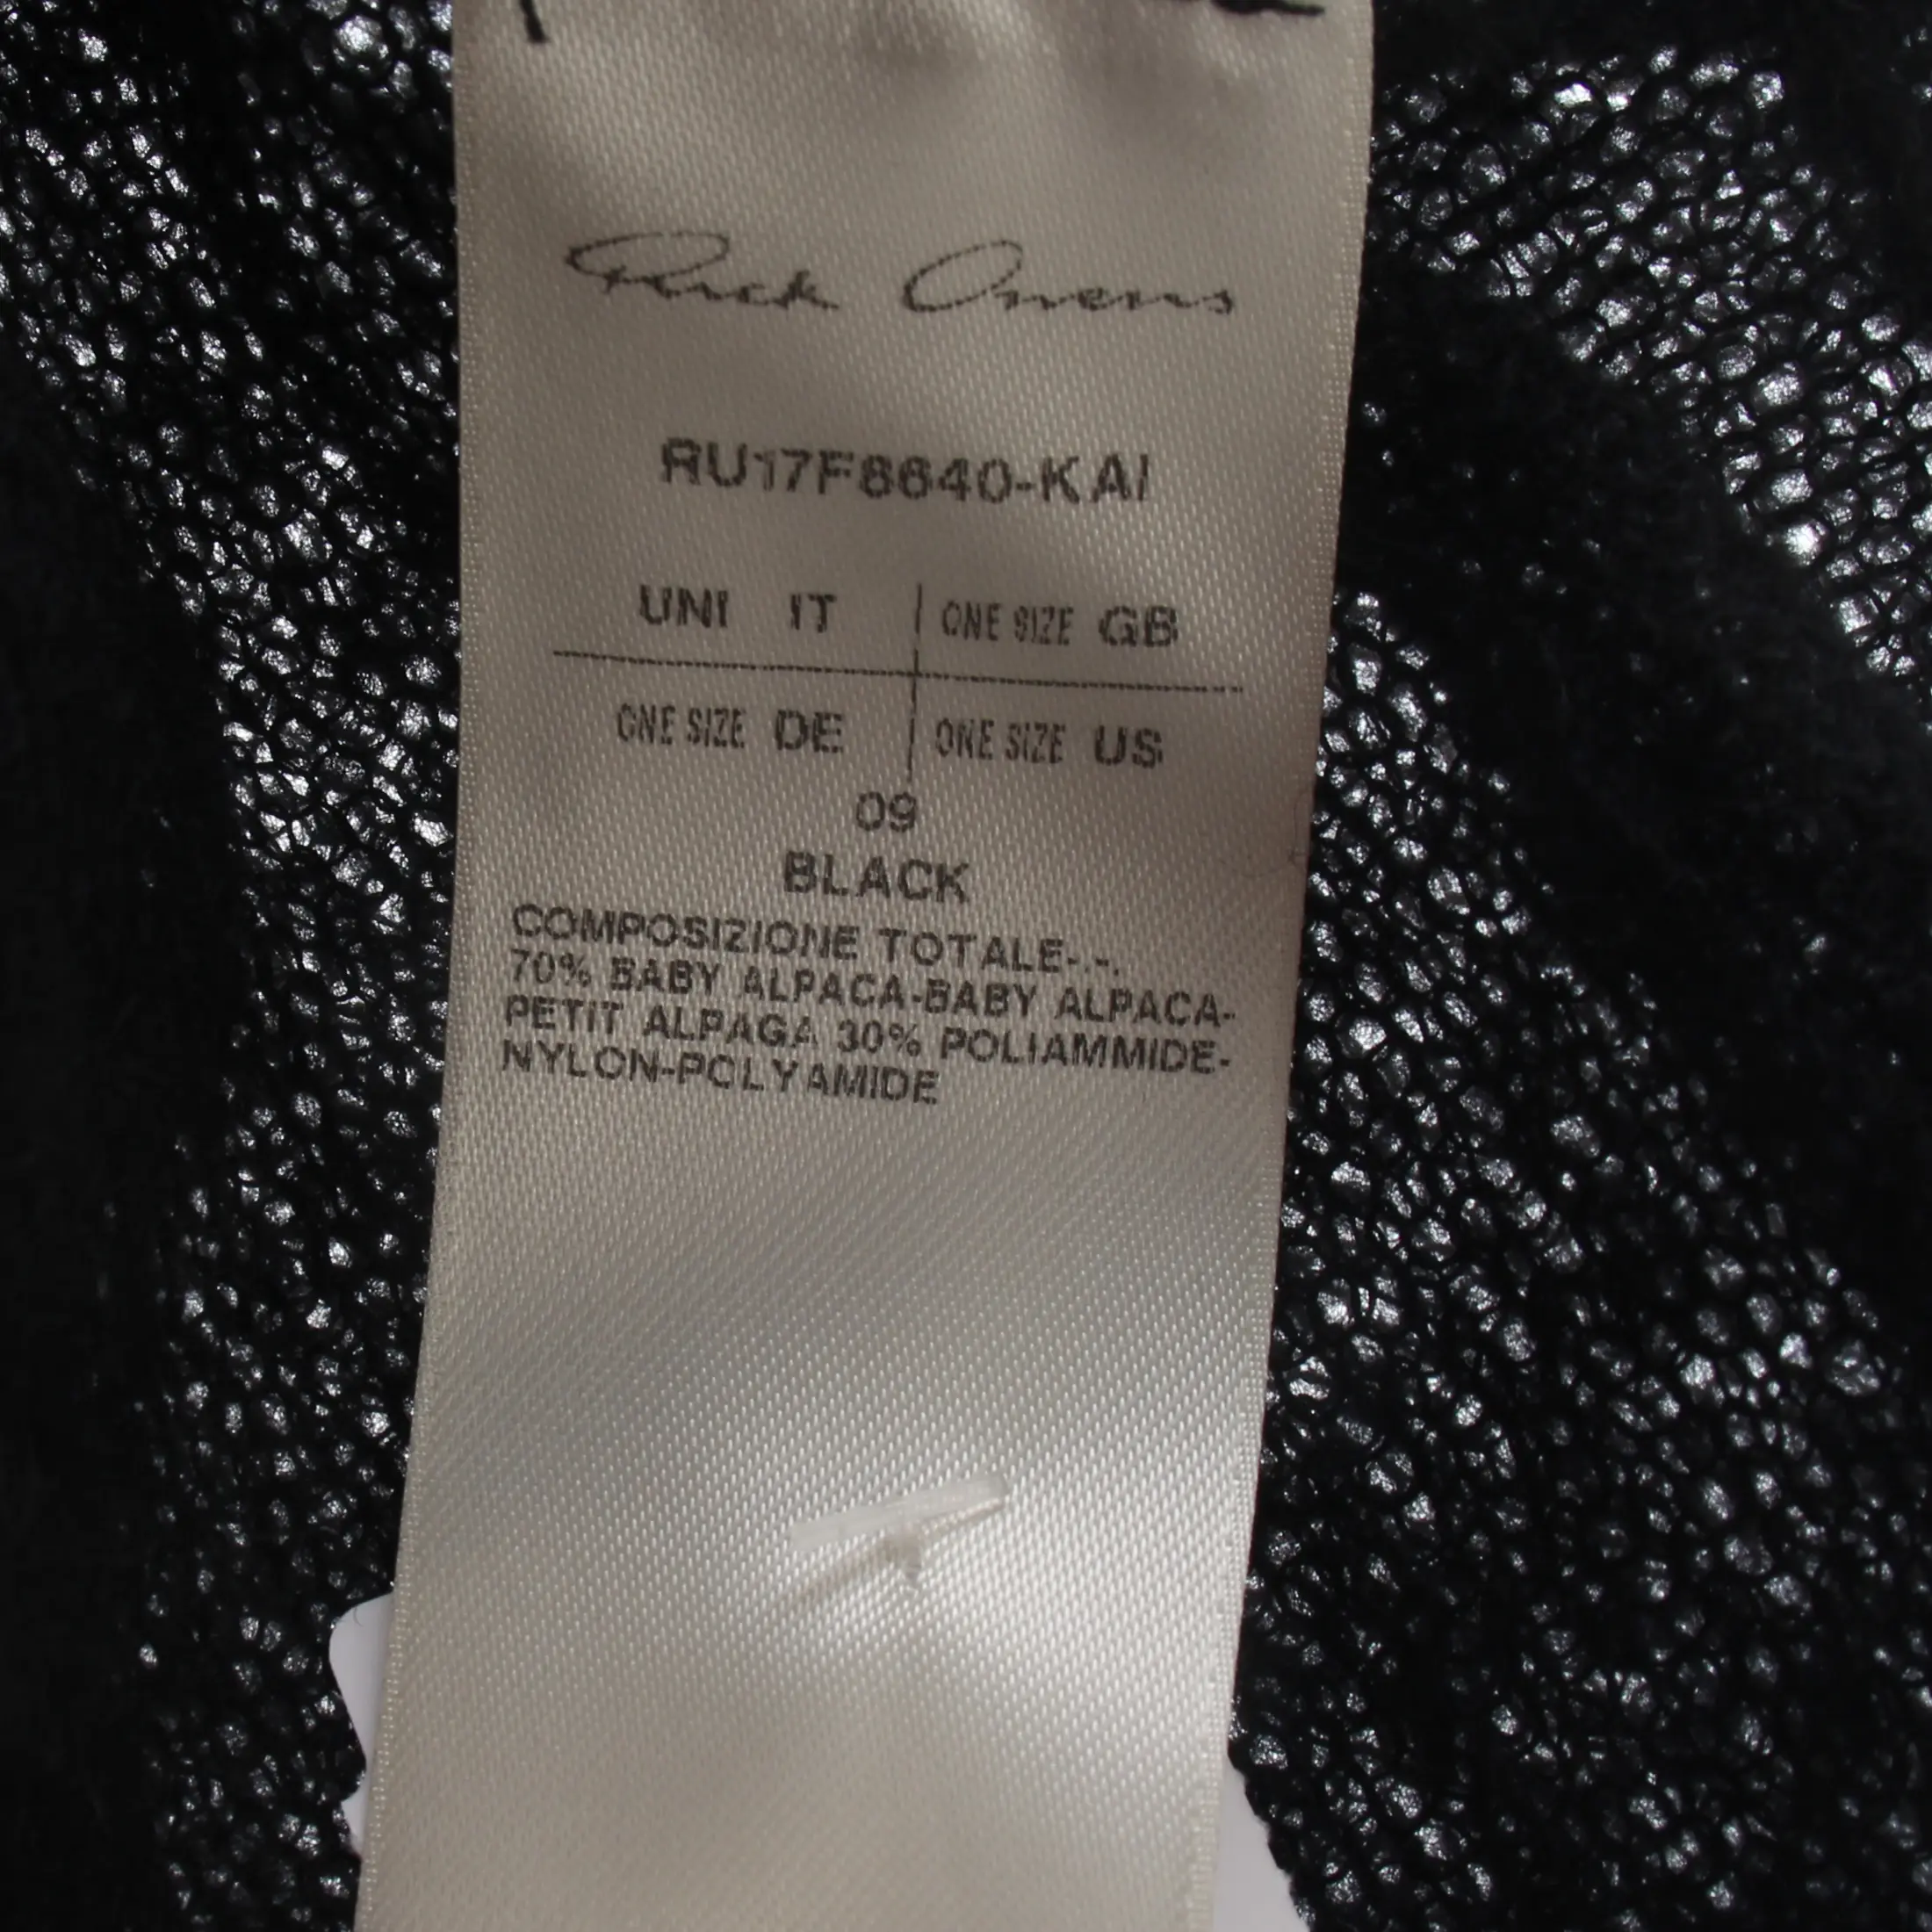 Rick Owens
RU17F8640-KAI
UNI IT ONE SIZE GB
ONE SIZE DE ONE SIZE US
09
BLACK
COMPOSIZIONE TOTALE-.-.
70% BABY ALPACA-BABY ALPACA-
PETIT ALPAGA 30% POLIAMMIDE-
NYLON-POLYAMIDE